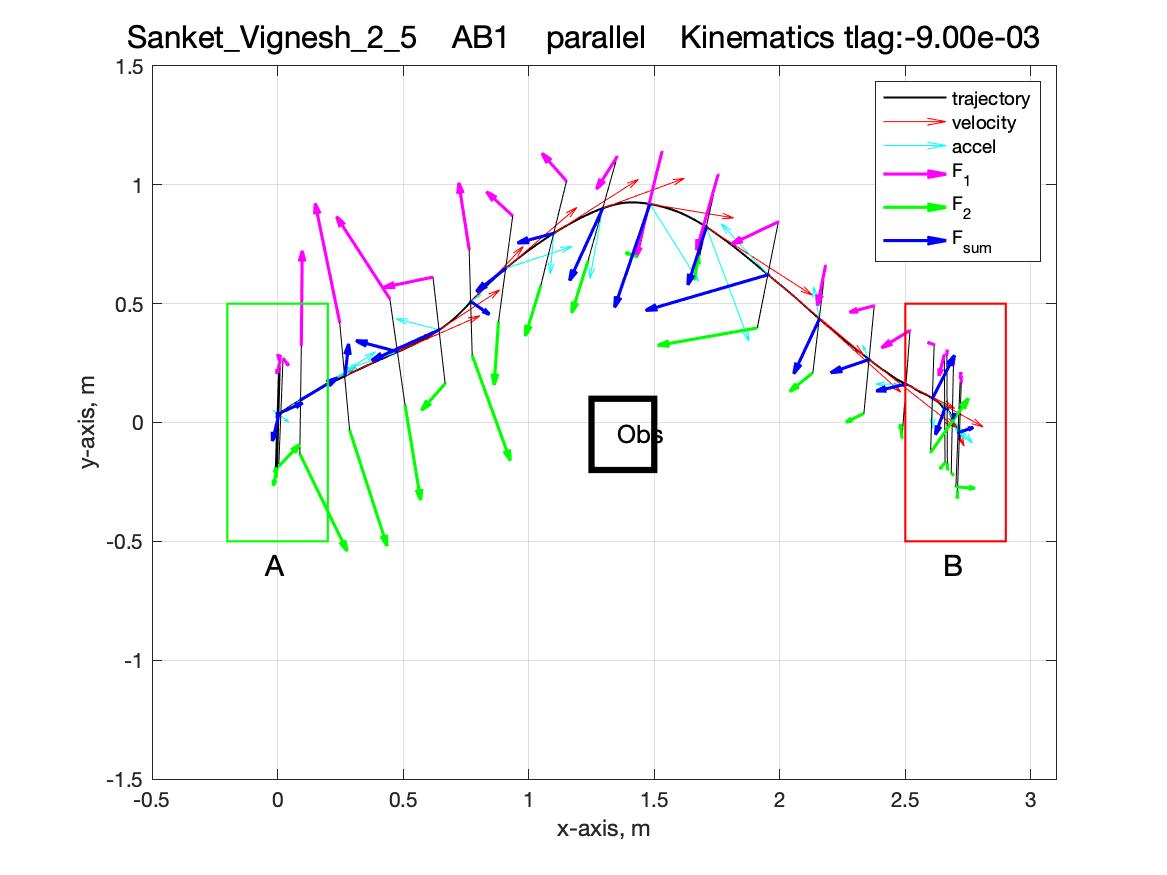 Sanket_Vignesh_2_5 AB1 parallel Kinematics tlag:-9.00e-03
1.5
1
0.5
0
-0.5
-1
-1.5
y-axis, m
trajectory
velocity
accel
F1
F2
Fsum
Obs
A
B
-0.5 0 0.5 1 1.5 2 2.5 3
x-axis, m